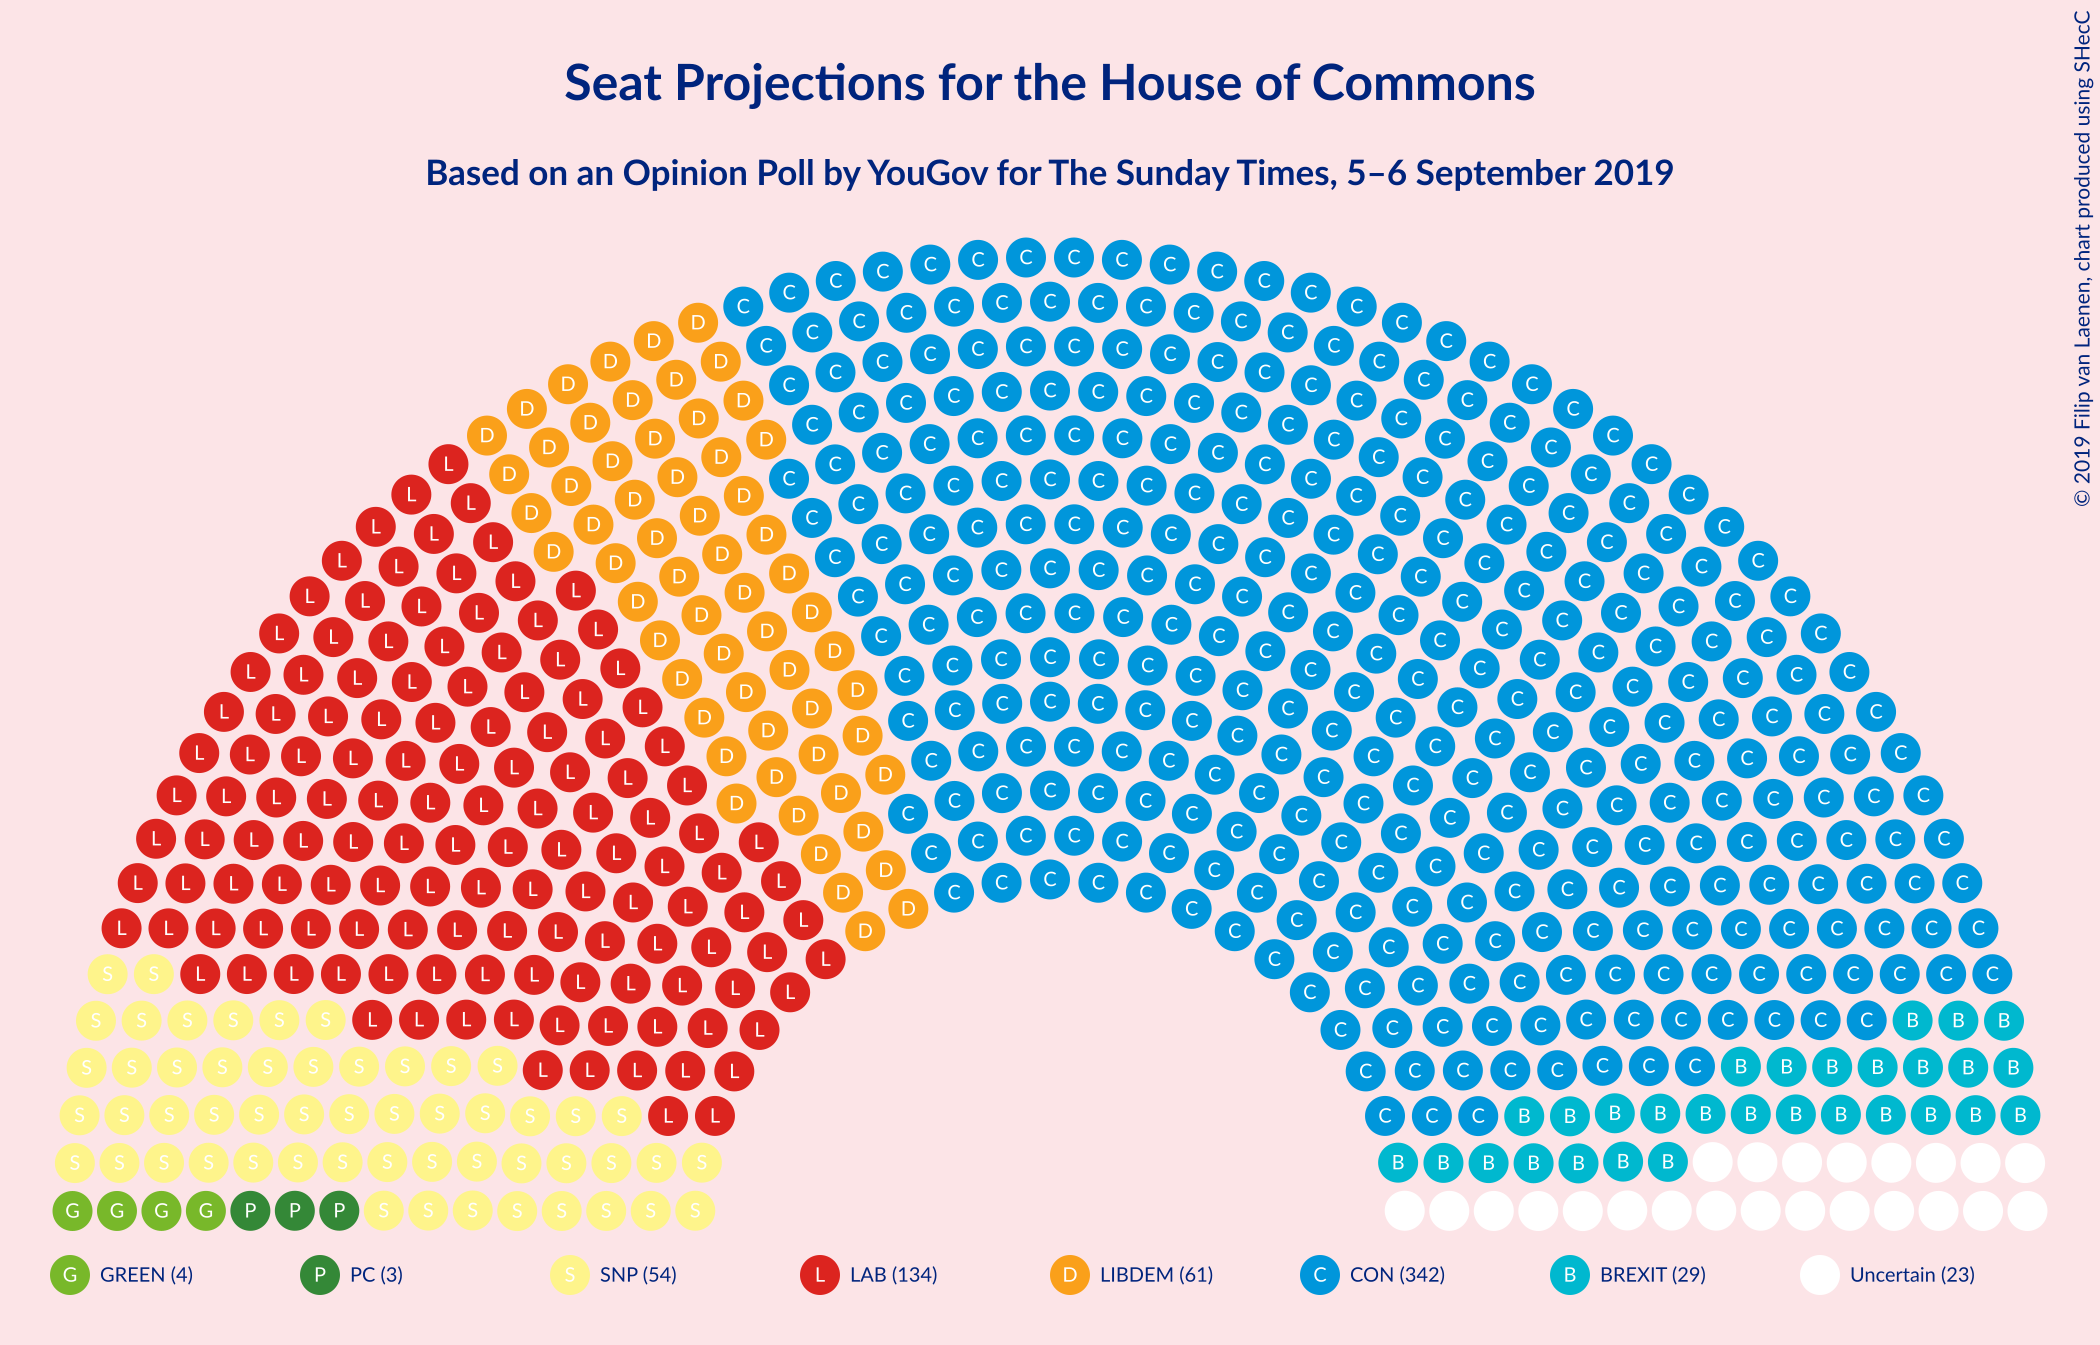 Seat Projections for the House of Commons
Based on an Opinion Poll by YouGov for The Sunday Times, 5–6 September 2019
© 2019 Filip van Laenen, chart produced using SHecC
G GREEN (4)
P PC (3)
S SNP (54)
L LAB (134)
D LIBDEM (61)
C CON (342)
B BREXIT (29)
Uncertain (23)